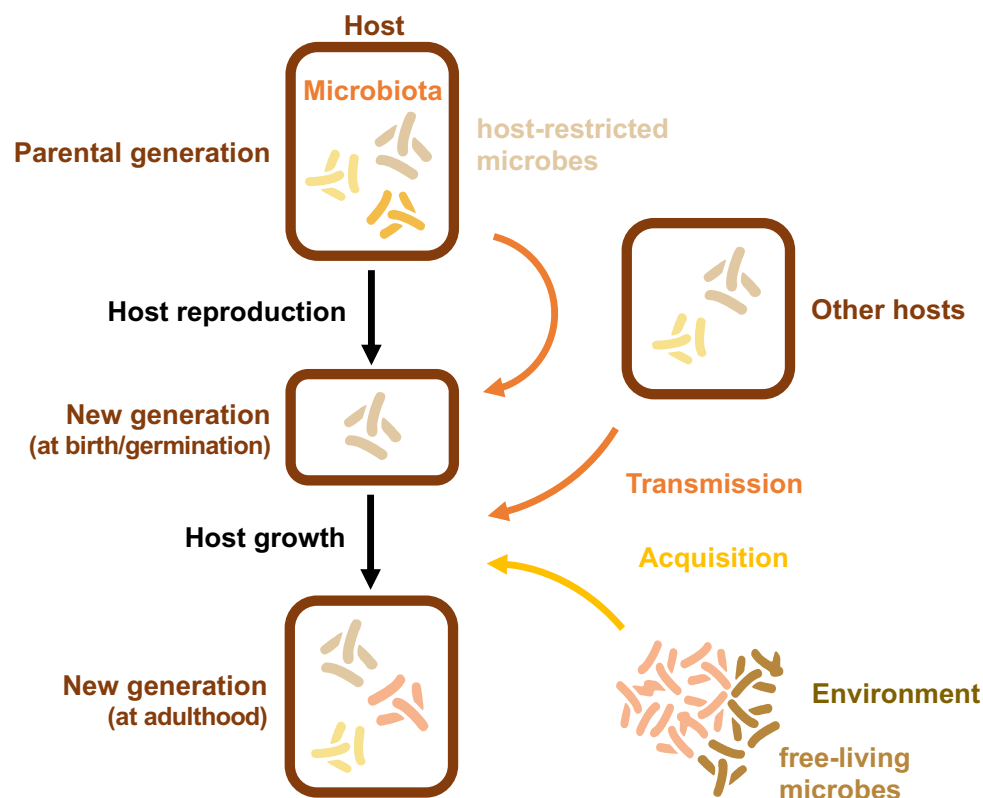 Host
Microbiota
host-restricted
microbes
Parental generation
Other hosts
Host reproduction
New generation
(at birth/germination)
Transmission
Host growth
Acquisition
New generation
(at adulthood)
Environment
free-living
microbes